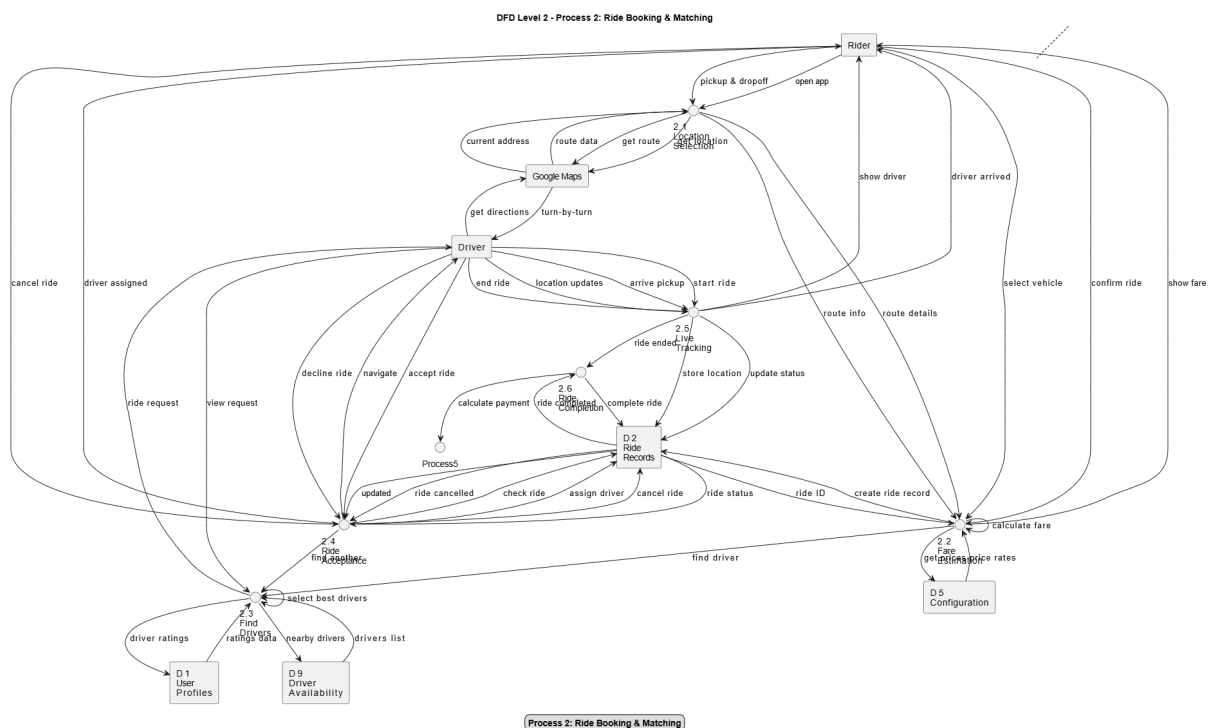 DFD Level 2 - Process 2: Ride Booking & Matching
Rider
pickup & dropoff
open app
2.1
Location
Selection
current address
route data
get route
get location
Google Maps
show driver
driver arrived
get directions
turn-by-turn
Driver
cancel ride
driver assigned
end ride
location updates
arrive pickup
start ride
select vehicle
confirm ride
show fare
route info
route details
2.5
Live
Tracking
ride ended
decline ride
navigate
accept ride
store location
update status
2.6
Ride
Completion
ride request
view request
calculate payment
ride completed
complete ride
D 2
Ride
Records
Process5
updated
ride cancelled
check ride
assign driver
cancel ride
ride status
ride ID
create ride record
2.4
Ride
Acceptance
calculate fare
2.2
Fare
Estimation
find another
find driver
get prices
price rates
select best drivers
2.3
Find
Drivers
D 5
Configuration
driver ratings
ratings data
nearby drivers
drivers list
D 1
User
Profiles
D 9
Driver
Availability
Process 2: Ride Booking & Matching